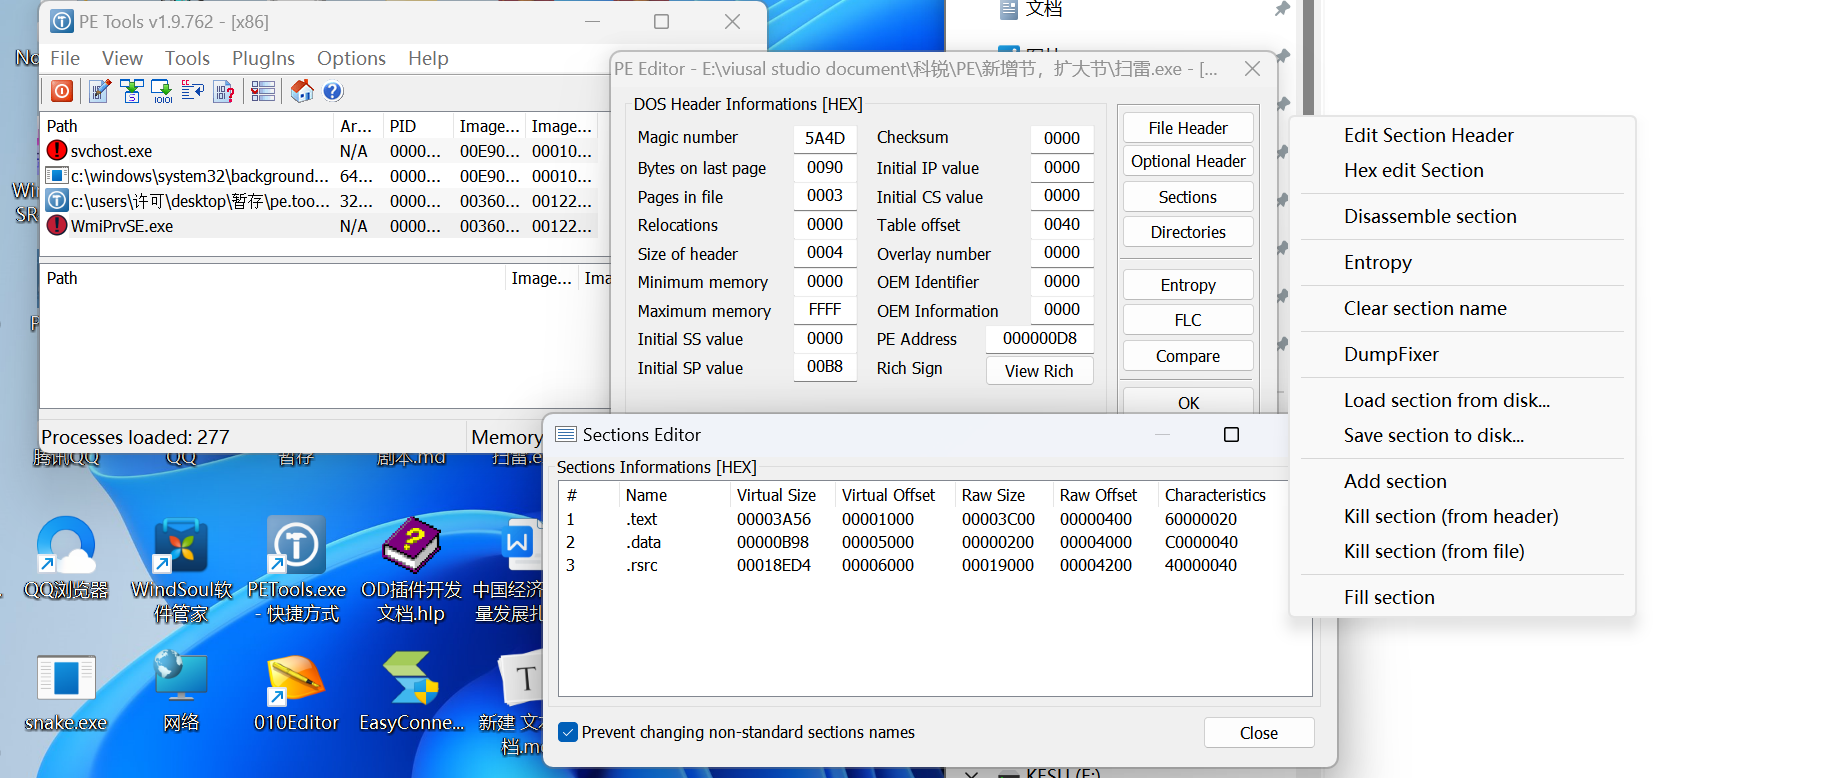 PE Tools v1.9.762 - [x86]
File View Tools PlugIns Options Help
Path Ar... PID Image... Image...
svchost.exe N/A 0000... 00E90... 00010...
c:\windows\system32\background... 64... 0000... 00E90... 00010...
c:\users\许可\desktop\暂存\pe.too... 32... 0000... 00360... 00122...
WmiPrvSE.exe N/A 0000... 00360... 00122...
Path Image... Ima
Processes loaded: 277 Memory
文档
PE Editor - E:\viusal studio document\科锐\PE\新增节，扩大节\扫雷.exe - [...
DOS Header Informations [HEX]
Magic number 5A4D Checksum 0000
Bytes on last page 0090 Initial IP value 0000
Pages in file 0003 Initial CS value 0000
Relocations 0000 Table offset 0040
Size of header 0004 Overlay number 0000
Minimum memory 0000 OEM Identifier 0000
Maximum memory FFFF OEM Information 0000
Initial SS value 0000 PE Address 000000D8
Initial SP value 00B8 Rich Sign View Rich
File Header
Optional Header
Sections
Directories
Entropy
FLC
Compare
OK
Sections Editor
Sections Informations [HEX]
# Name Virtual Size Virtual Offset Raw Size Raw Offset Characteristics
1 .text 00003A56 00001000 00003C00 00000400 60000020
2 .data 00000B98 00005000 00000200 00004000 C0000040
3 .rsrc 00018ED4 00006000 00019000 00004200 40000040
Prevent changing non-standard sections names
Close
Edit Section Header
Hex edit Section
Disassemble section
Entropy
Clear section name
DumpFixer
Load section from disk...
Save section to disk...
Add section
Kill section (from header)
Kill section (from file)
Fill section
腾讯QQ QQ 暂存 剧本.md 扫雷.e
QQ浏览器
WindSoul软
件管家
PETools.exe
- 快捷方式
OD插件开发
文档.hlp
中国经济
量发展扎
snake.exe
网络
010Editor
EasyConne...
新建 文本
档.m
KESU (F:)